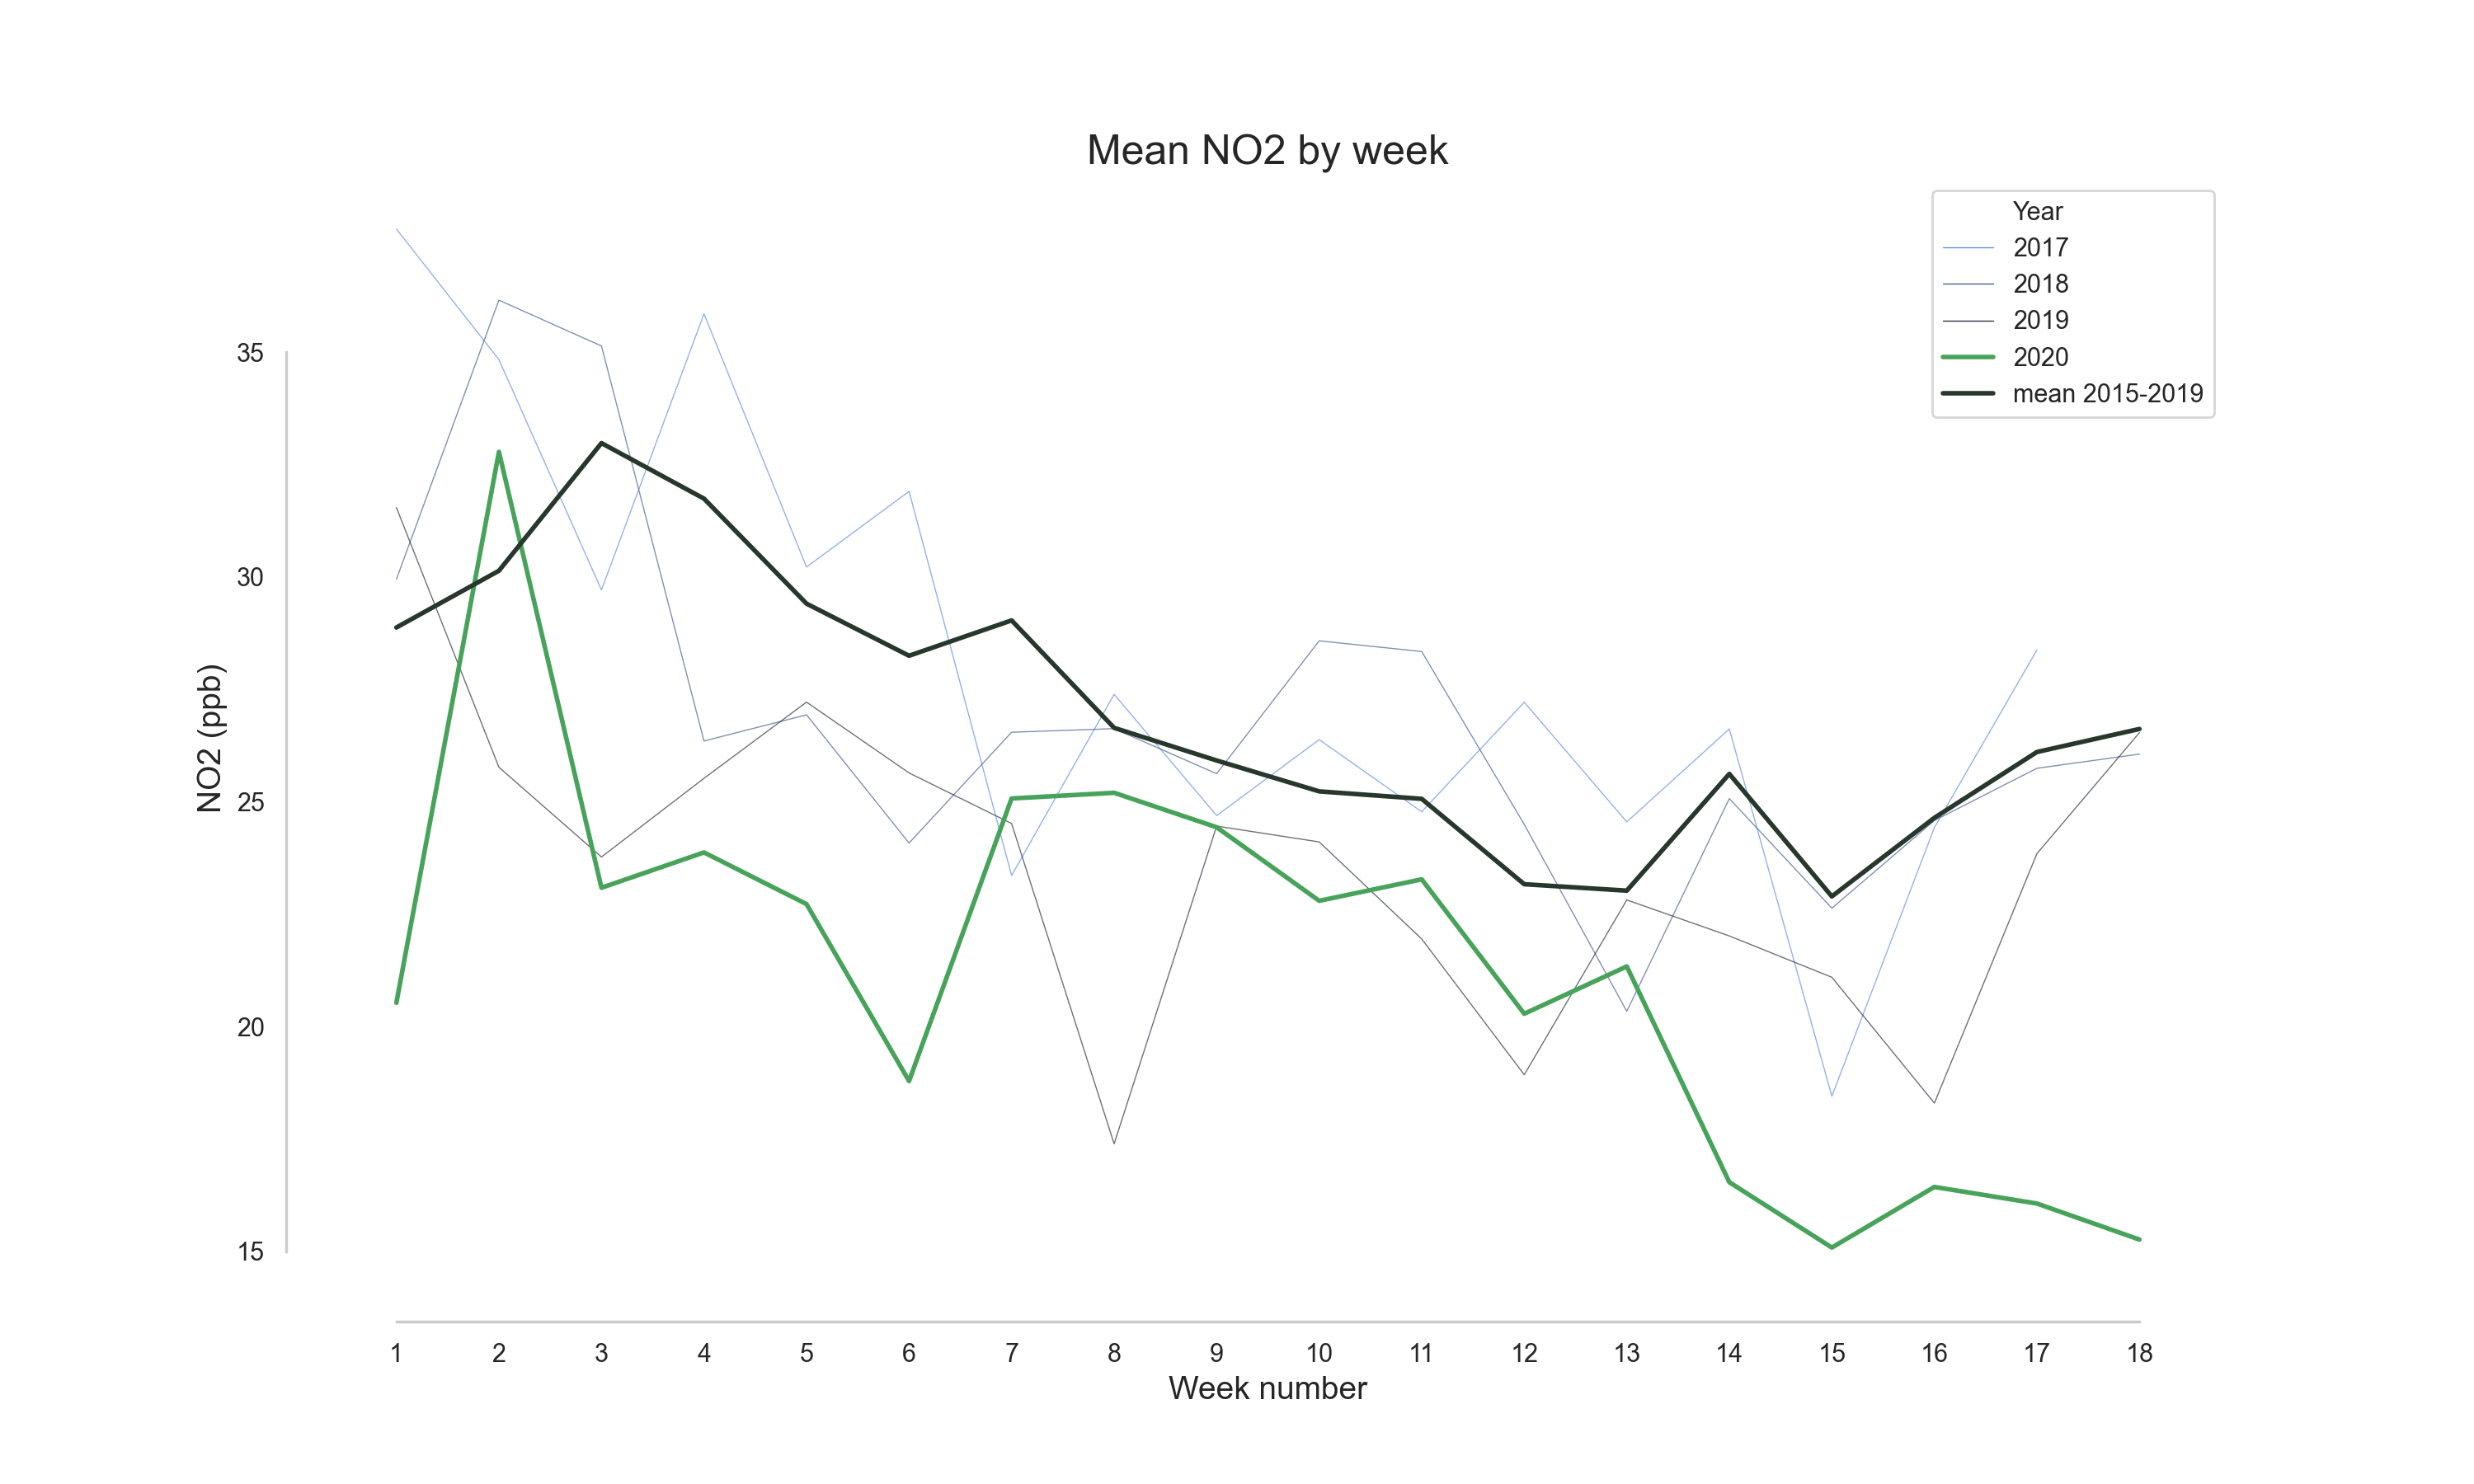 Mean NO2 by week
Year
2017
2018
2019
2020
mean 2015-2019
NO2 (ppb)
35
30
25
20
15
1 2 3 4 5 6 7 8 9 10 11 12 13 14 15 16 17 18
Week number